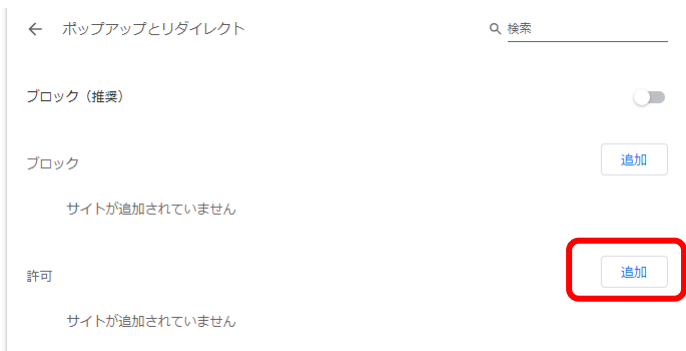 ポップアップとリダイレクト
検索
ブロック（推奨）
ブロック
追加
サイトが追加されていません
許可
追加
サイトが追加されていません